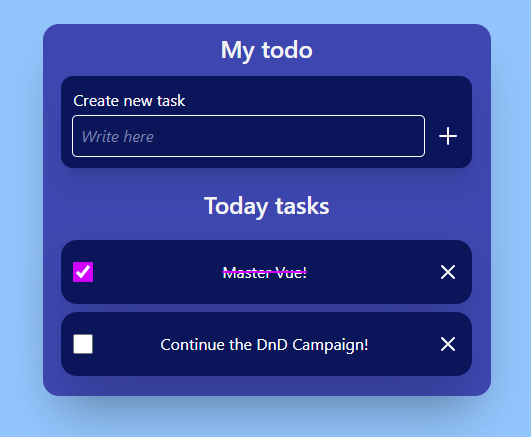 My todo
Create new task
Write here
Today tasks
Master Vue!
Continue the DnD Campaign!